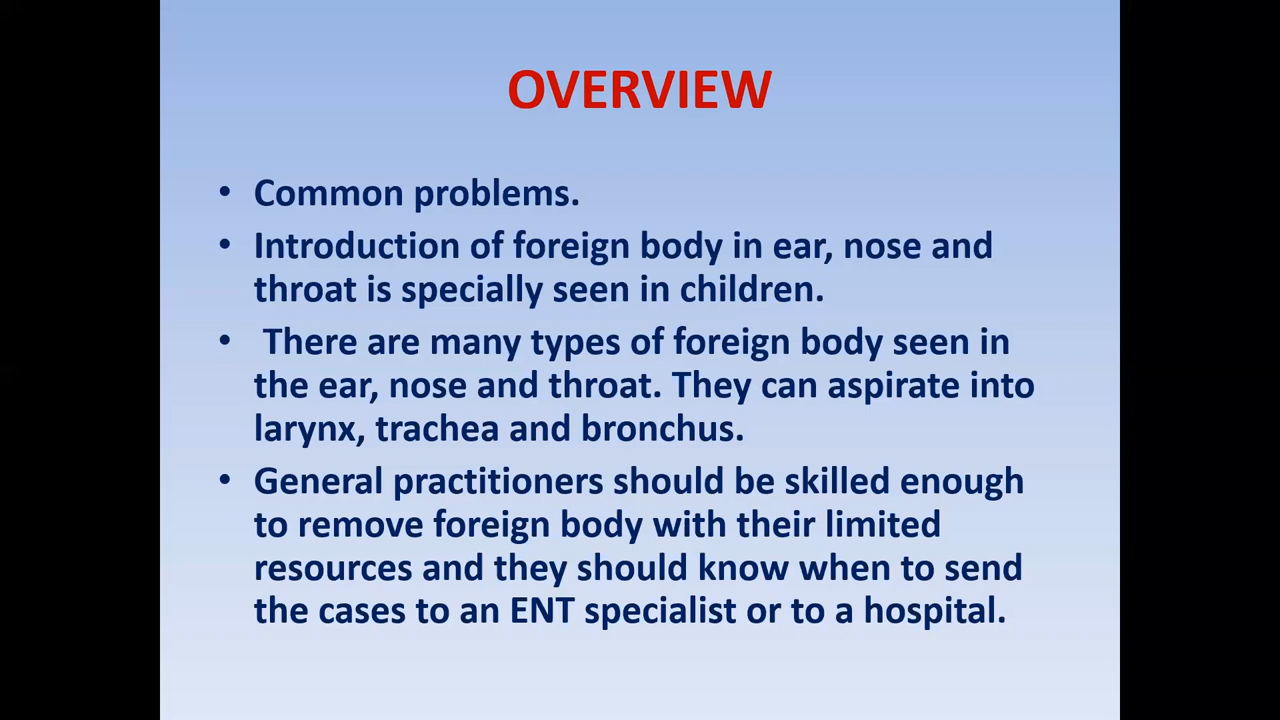 OVERVIEW
• Common problems.
• Introduction of foreign body in ear, nose and
throat is specially seen in children.
• There are many types of foreign body seen in
the ear, nose and throat. They can aspirate into
larynx, trachea and bronchus.
• General practitioners should be skilled enough
to remove foreign body with their limited
resources and they should know when to send
the cases to an ENT specialist or to a hospital.